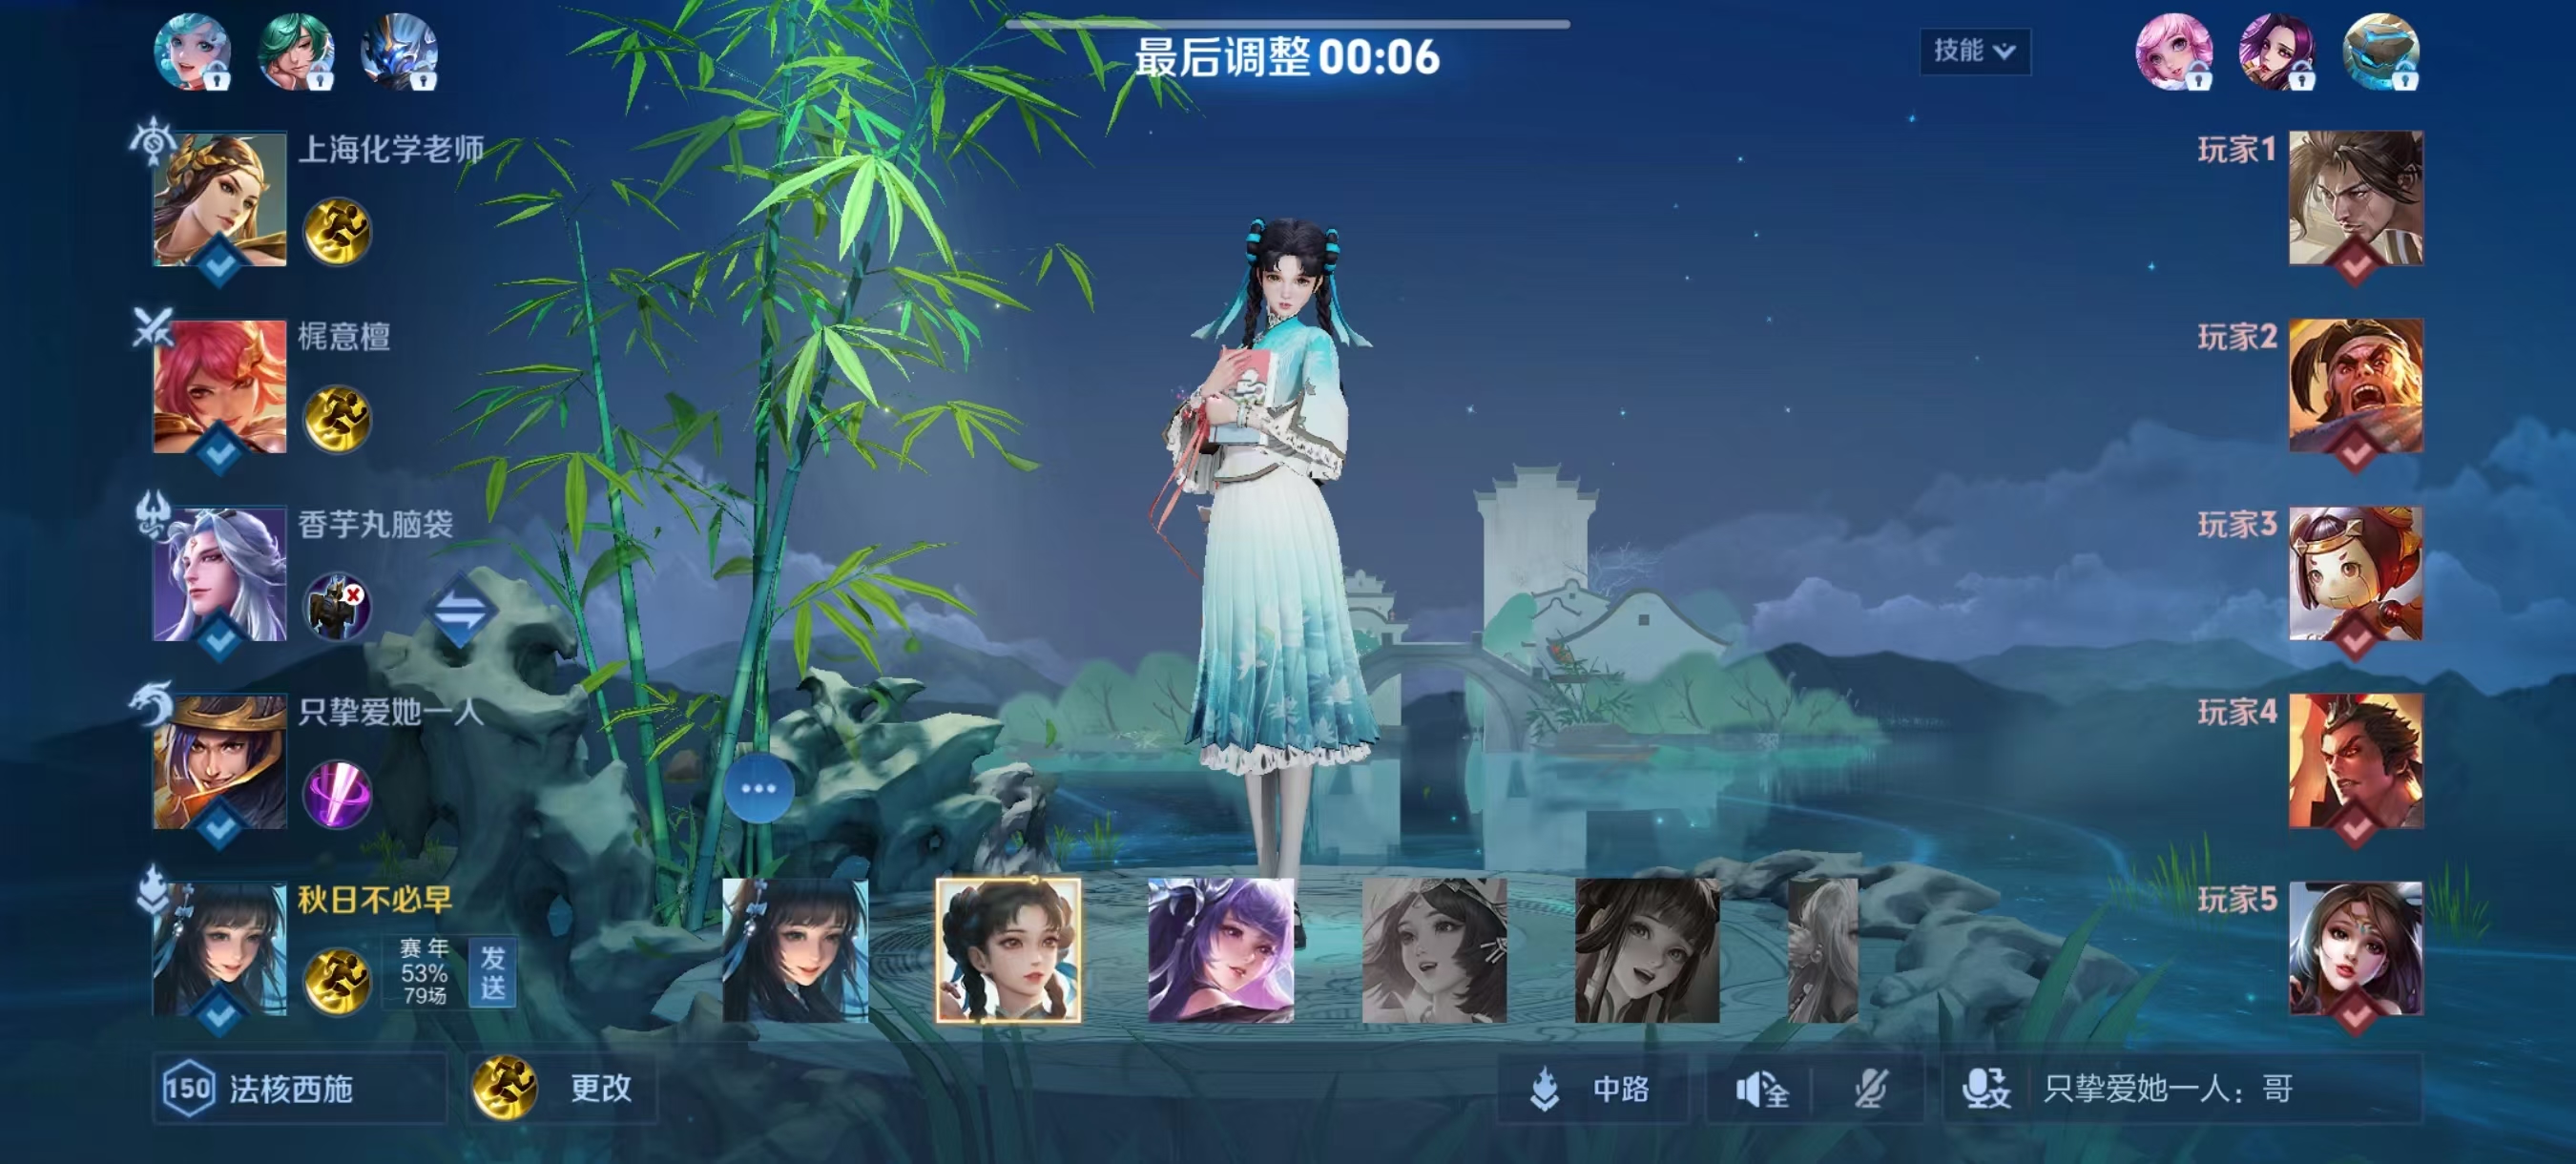 最后调整00:06
技能
上海化学老师
梶意檀
香芋丸脑袋
只挚爱她一人
秋日不必早
赛年
53%
79场
发送
玩家1
玩家2
玩家3
玩家4
玩家5
150 法核西施
更改
中路
全
文
只挚爱她一人：哥